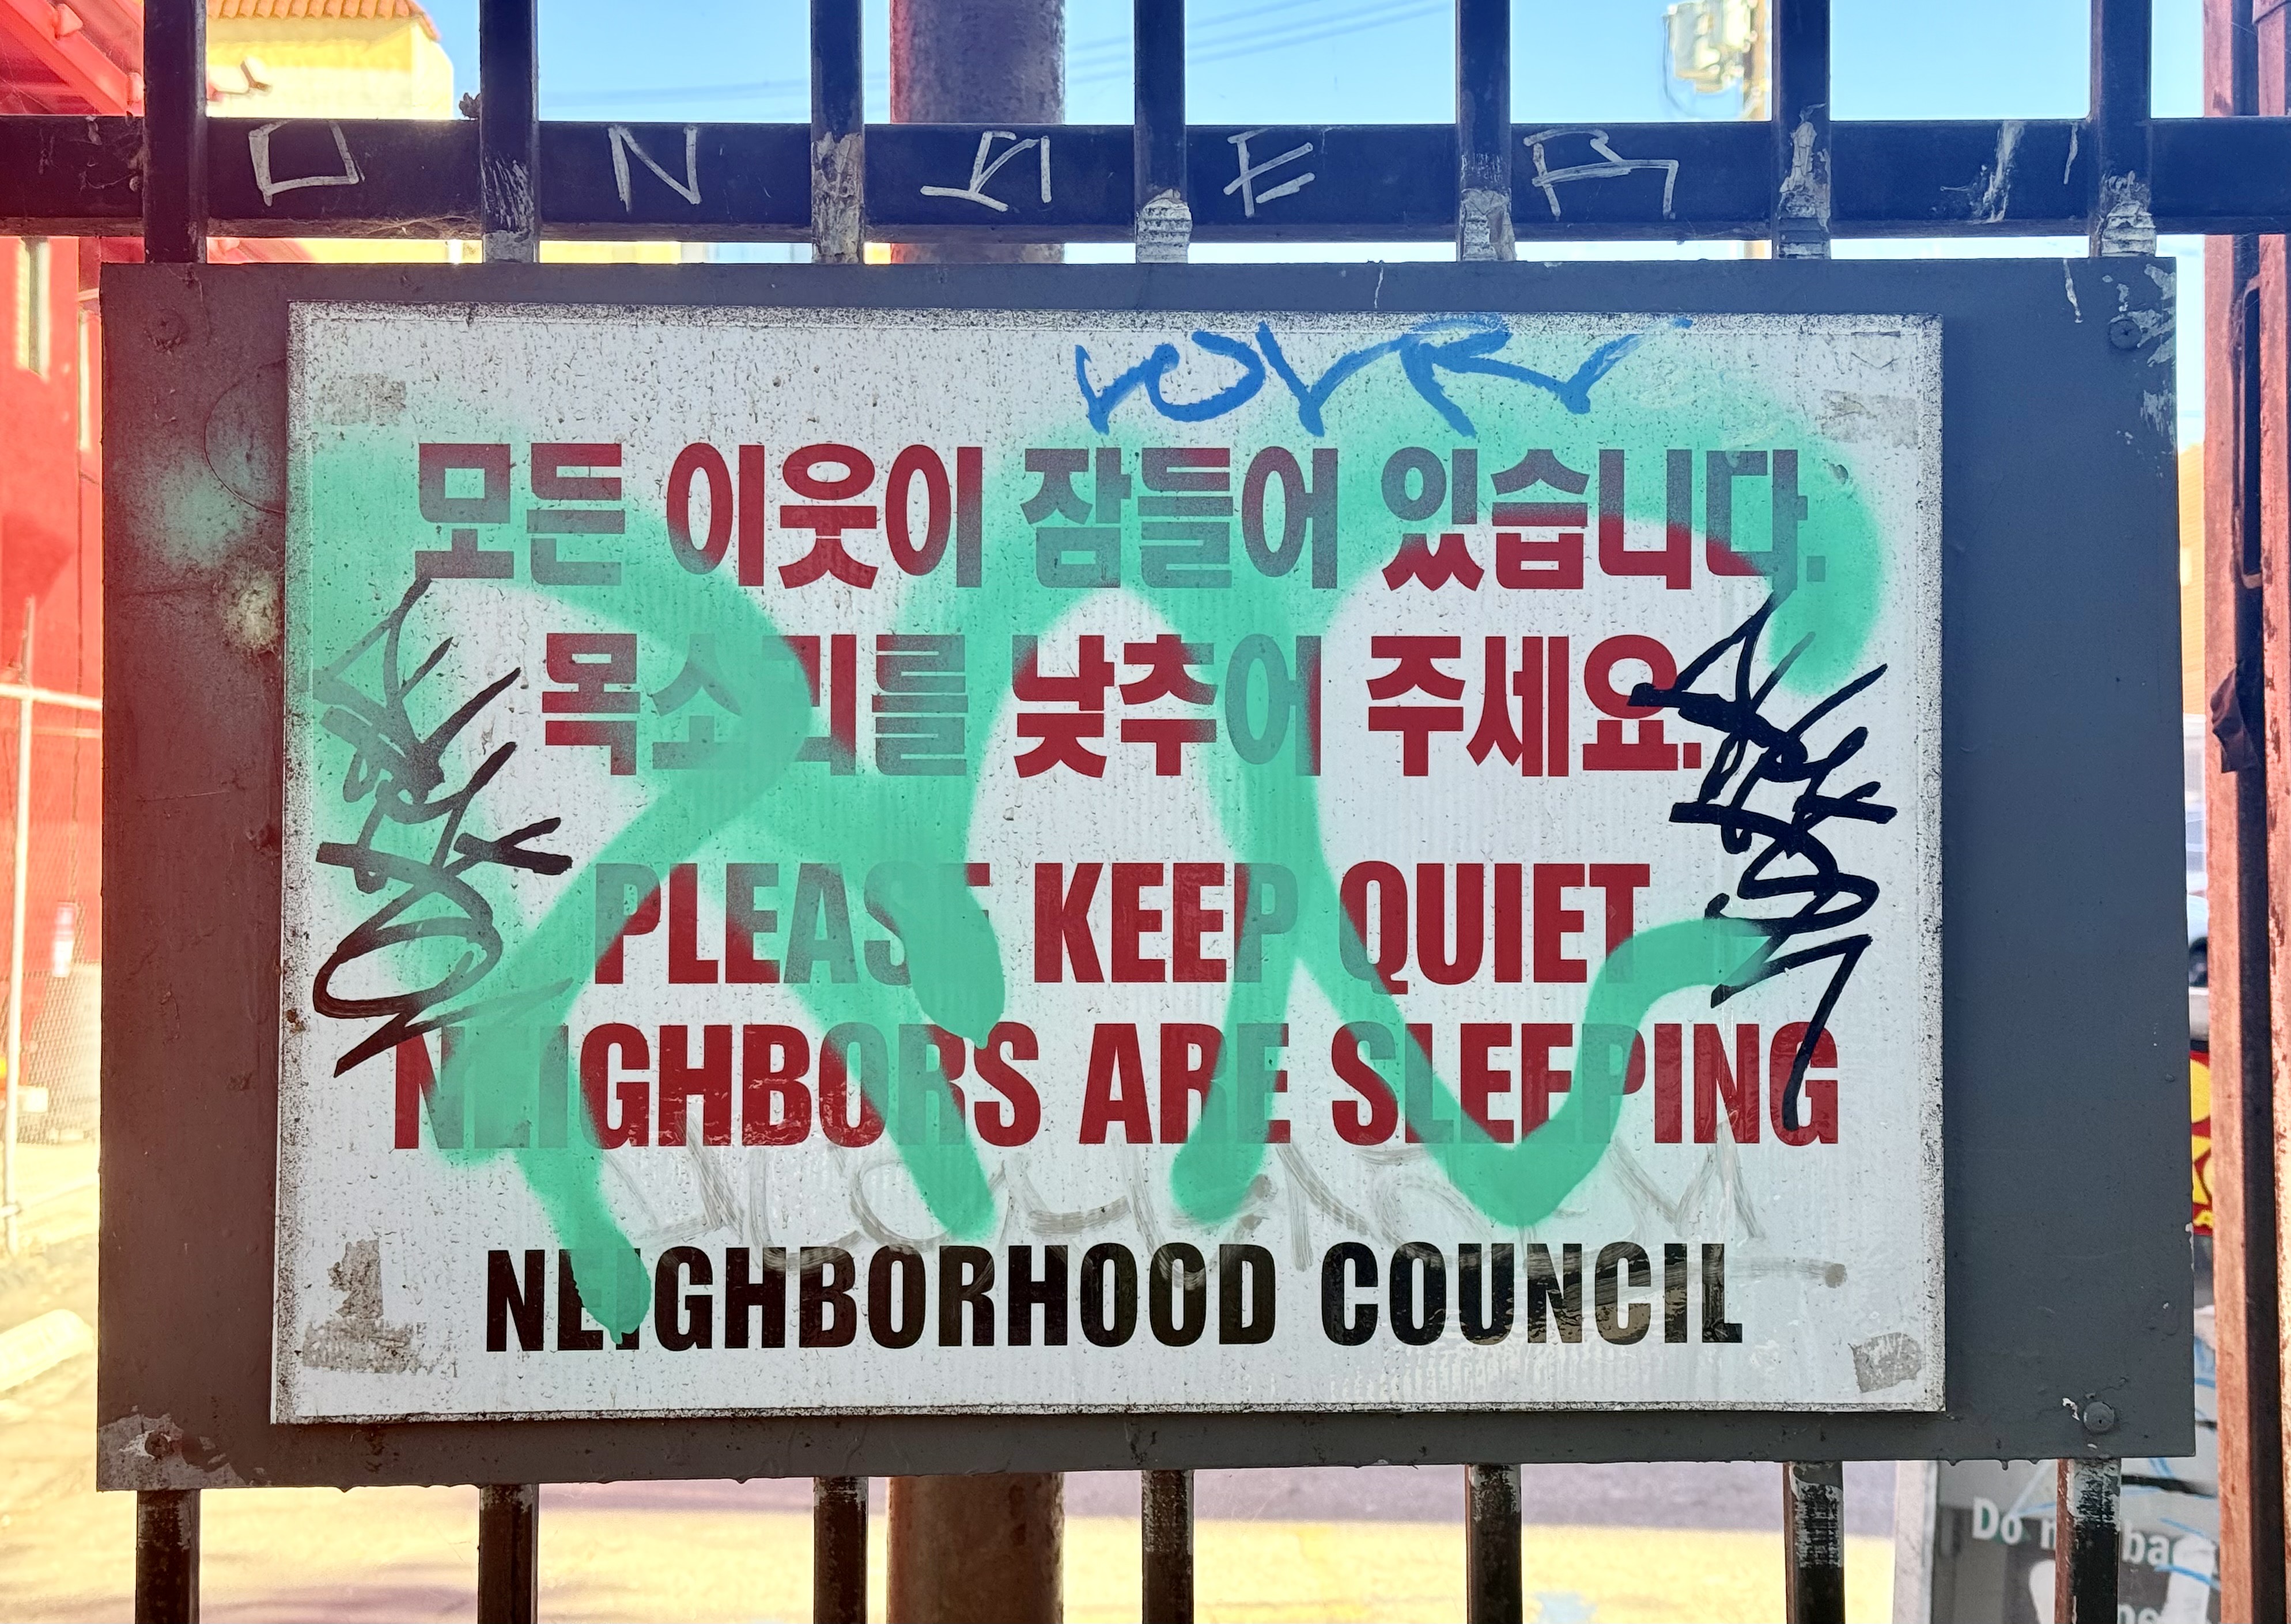 모든 이웃이 잠들어 있습니다.
목소리를 낮추어 주세요.
PLEASE KEEP QUIET
NEIGHBORS ARE SLEEPING
NEIGHBORHOOD COUNCIL
Do